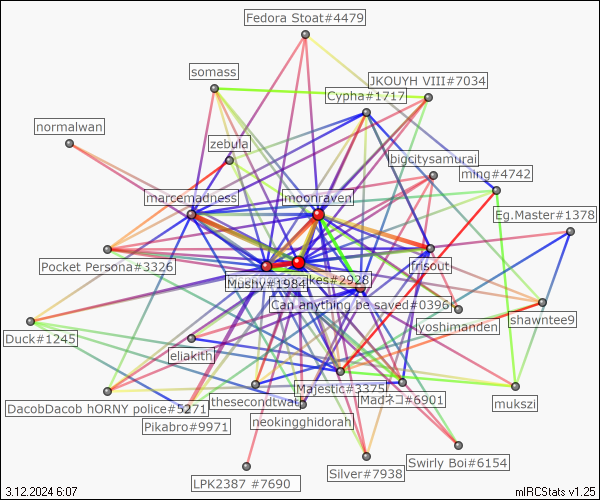 Fedora Stoat#4479
somass
JKOUYH VIII#7034
Cypha#1717
normalwan
zebula
bigcitysamurai
ming#4742
marcemadness
moonraven
Eg.Master#1378
Pocket Persona#3326
frisout
Mushy#1984
kes#2928
Can anything be saved#0396
lyoshimanden
shawntee9
Duck#1245
eliakith
Majestic#3375
Madネコ#6901
mukszi
DacobDacob hORNY police#5271
thesecondtwat
neokingghidorah
Pikabro#9971
Swirly Boi#6154
Silver#7938
LPK2387 #7690
3.12.2024 6:07
mIRCStats v1.25